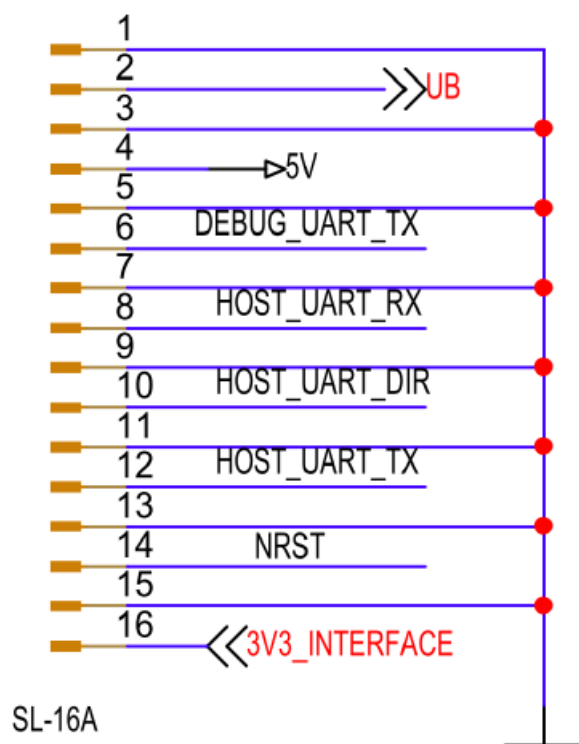 1
2
UB
3
4
5V
5
DEBUG_UART_TX
6
7
HOST_UART_RX
8
9
HOST_UART_DIR
10
11
HOST_UART_TX
12
13
NRST
14
15
16
3V3_INTERFACE
SL-16A